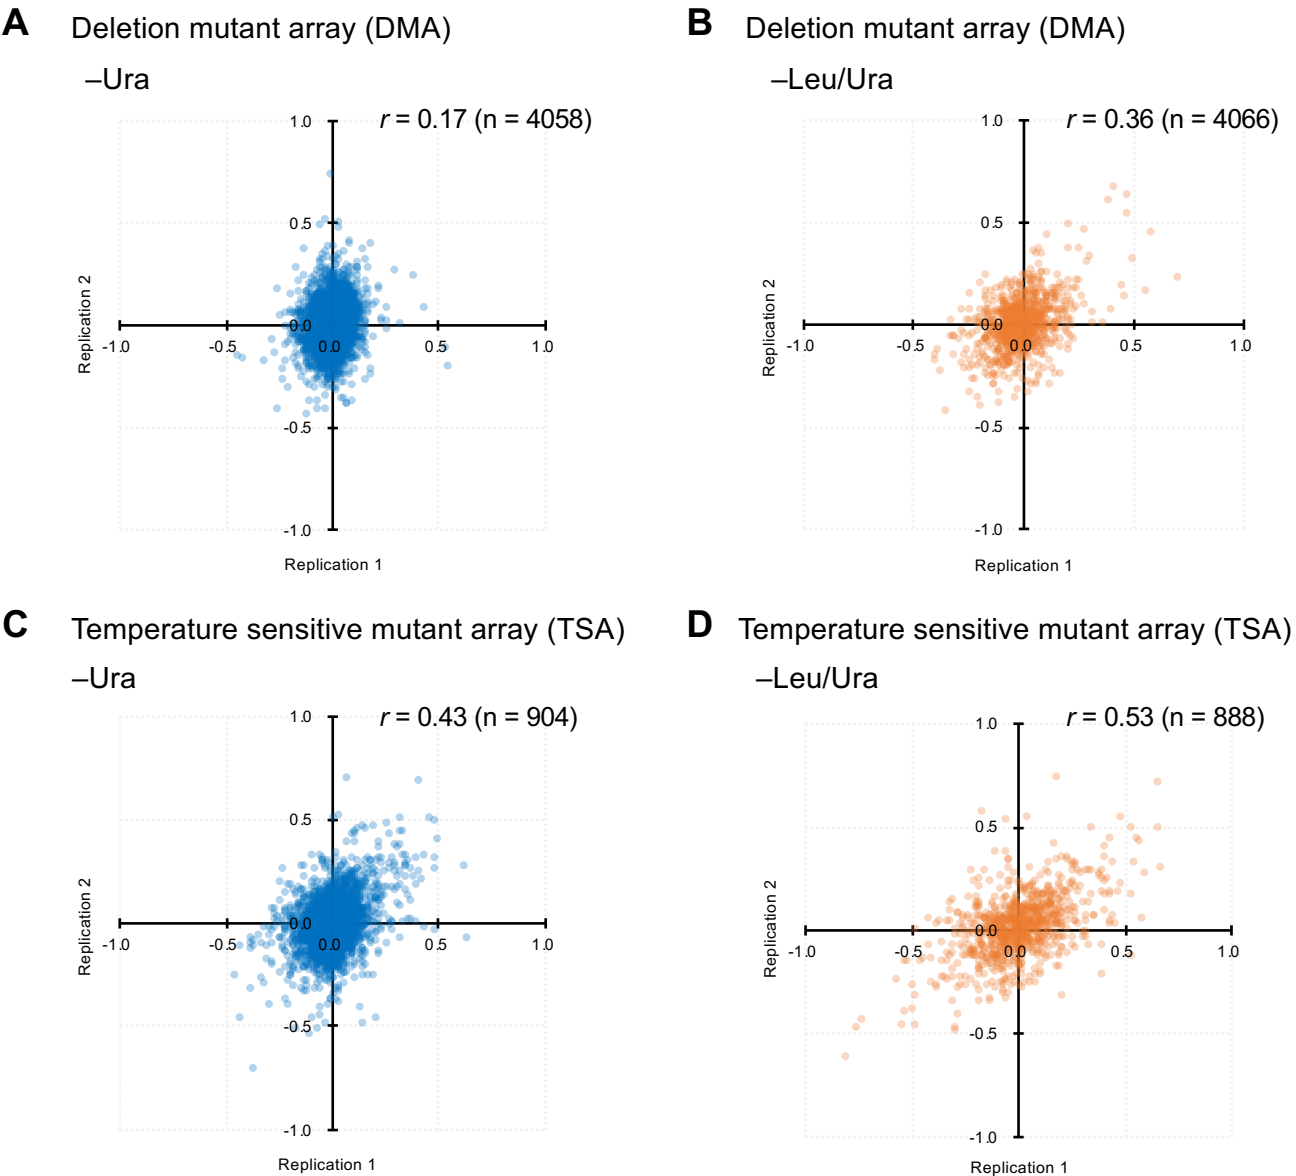 A Deletion mutant array (DMA)
–Ura
r = 0.17 (n = 4058)
1.0
0.5
0.0
-0.5
-1.0
-1.0 -0.5 0.0 0.5 1.0
Replication 2
Replication 1
B Deletion mutant array (DMA)
–Leu/Ura
r = 0.36 (n = 4066)
1.0
0.5
0.0
-0.5
-1.0
-1.0 -0.5 0.0 0.5 1.0
Replication 2
Replication 1
C Temperature sensitive mutant array (TSA)
–Ura
r = 0.43 (n = 904)
1.0
0.5
0.0
-0.5
-1.0
-1.0 -0.5 0.0 0.5 1.0
Replication 2
Replication 1
D Temperature sensitive mutant array (TSA)
–Leu/Ura
r = 0.53 (n = 888)
1.0
0.5
0.0
-0.5
-1.0
-1.0 -0.5 0.0 0.5 1.0
Replication 2
Replication 1